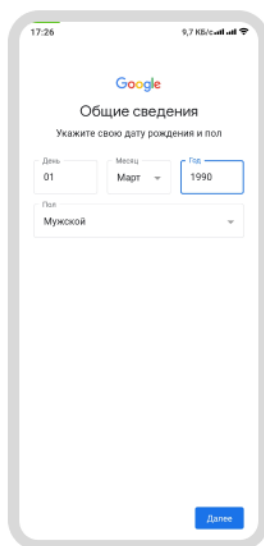 17:26 9,7 КБ/с
Google
Общие сведения
Укажите свою дату рождения и пол
День Месяц Год
01 Март 1990
Пол
Мужской
Далее